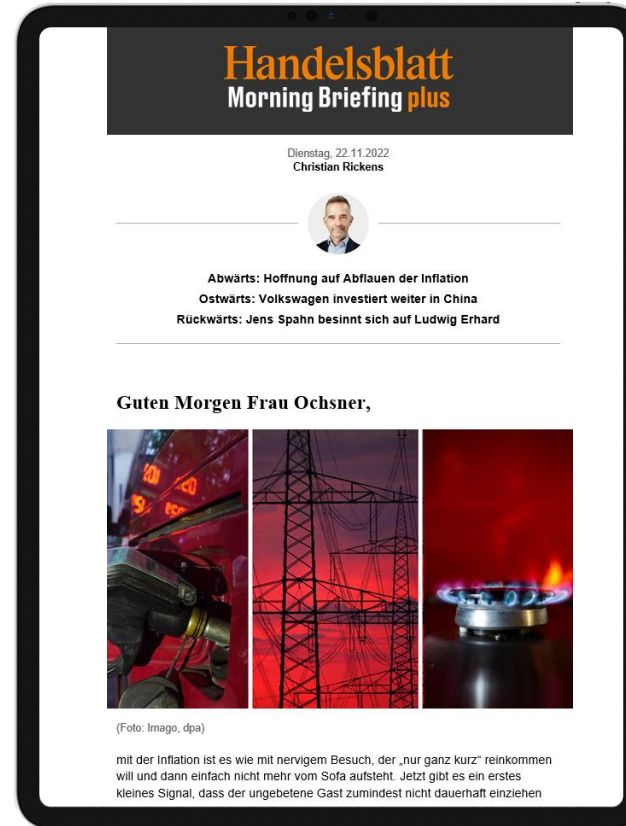 Handelsblatt
Morning Briefing plus
Dienstag, 22.11.2022
Christian Rickens
Abwärts: Hoffnung auf Abflauen der Inflation
Ostwärts: Volkswagen investiert weiter in China
Rückwärts: Jens Spahn besinnt sich auf Ludwig Erhard
Guten Morgen Frau Ochsner,
(Foto: Imago, dpa)
mit der Inflation ist es wie mit nervigem Besuch, der „nur ganz kurz“ reinkommen
will und dann einfach nicht mehr vom Sofa aufsteht. Jetzt gibt es ein erstes
kleines Signal, dass der ungebetene Gast zumindest nicht dauerhaft einziehen